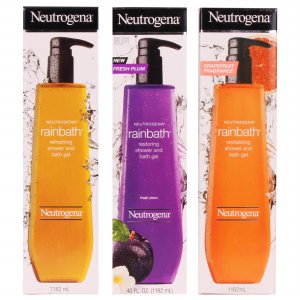 Neutrogena
NEUTROGENA
rainbath
refreshing
shower and
bath gel
Neutrogena
1182 mL
Neutrogena
NEW
FRESH PLUM
NEUTROGENA
rainbath
restoring
shower and
bath gel
fresh plum
Neutrogena
40 FL. OZ. (1182 mL)
Neutrogena
GRAPEFRUIT
FRAGRANCE
NEUTROGENA
rainbath
revitalizing
shower and
bath gel
Neutrogena
1182mL